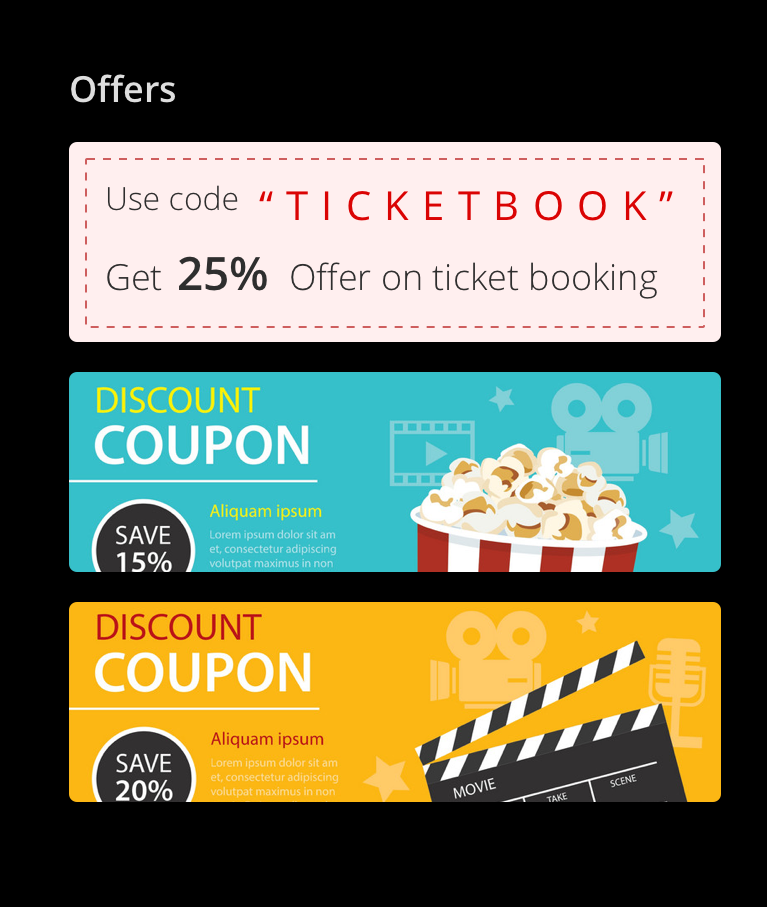 Offers
Use code “TICKETBOOK”
Get 25% Offer on ticket booking
DISCOUNT
COUPON
SAVE
15%
Aliquam ipsum
Lorem ipsum dolor sit am
et, consectetur adipiscing
volutpat maximus in non
DISCOUNT
COUPON
SAVE
20%
Aliquam ipsum
Lorem ipsum dolor sit am
et, consectetur adipiscing
volutpat maximus in non
MOVIE
TAKE
SCENE